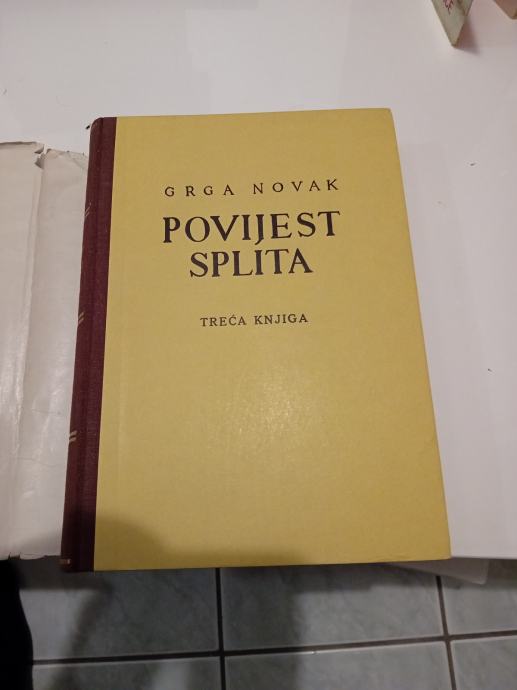 GRGA NOVAK
POVIJEST
SPLITA
TREĆA KNJIGA